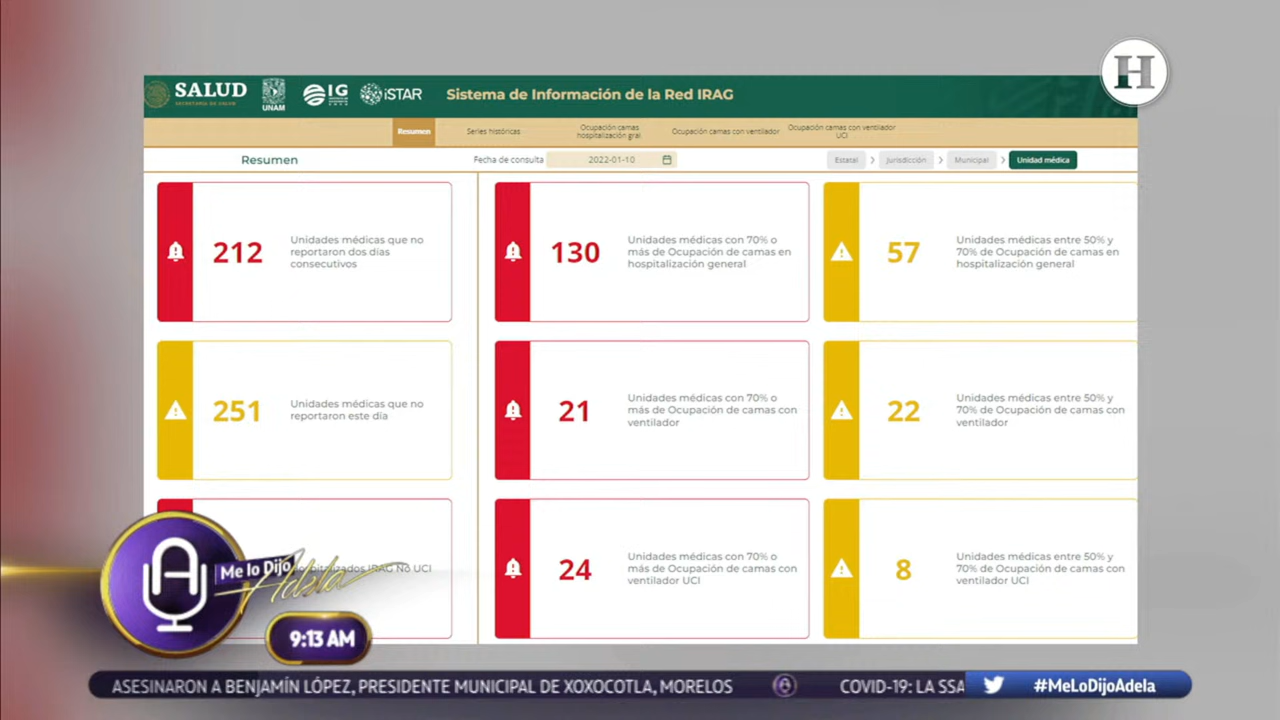 H
SALUD
SECRETARÍA DE SALUD
UNAM
IG
iSTAR
Sistema de Información de la Red IRAG
Resumen
Series históricas
Ocupación camas
hospitalización gral
Ocupación camas con ventilador
Ocupación camas con ventilador
UCI
Resumen
Fecha de consulta
2022-01-10
Estatal
Jurisdicción
Municipal
Unidad médica
212
Unidades médicas que no
reportaron dos días
consecutivos
130
Unidades médicas con 70% o
más de Ocupación de camas en
hospitalización general
57
Unidades médicas entre 50% y
70% de Ocupación de camas en
hospitalización general
251
Unidades médicas que no
reportaron este día
21
Unidades médicas con 70% o
más de Ocupación de camas con
ventilador
22
Unidades médicas entre 50% y
70% de Ocupación de camas con
ventilador
IRAG No UCI
24
Unidades médicas con 70% o
más de Ocupación de camas con
ventilador UCI
8
Unidades médicas entre 50% y
70% de Ocupación de camas con
ventilador UCI
A
Me lo Dijo
Adela
9:13 AM
ASESINARON A BENJAMÍN LÓPEZ, PRESIDENTE MUNICIPAL DE XOXOCOTLA, MORELOS
COVID-19: LA SSA
#MeLoDijoAdela